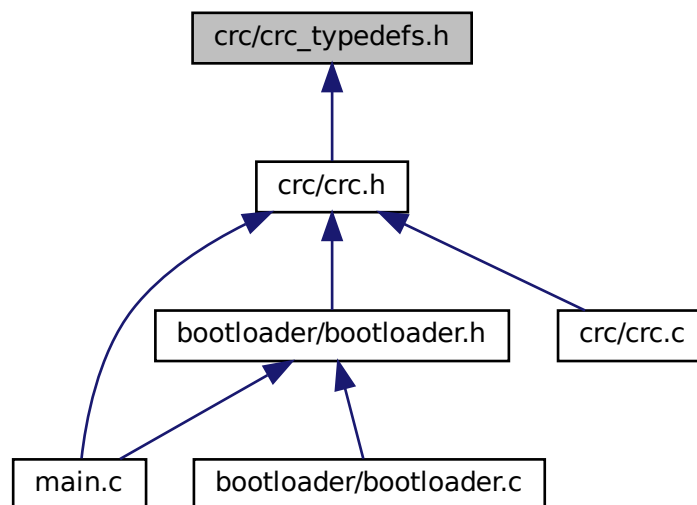 crc/crc_typedefs.h
crc/crc.h
bootloader/bootloader.h
crc/crc.c
main.c
bootloader/bootloader.c